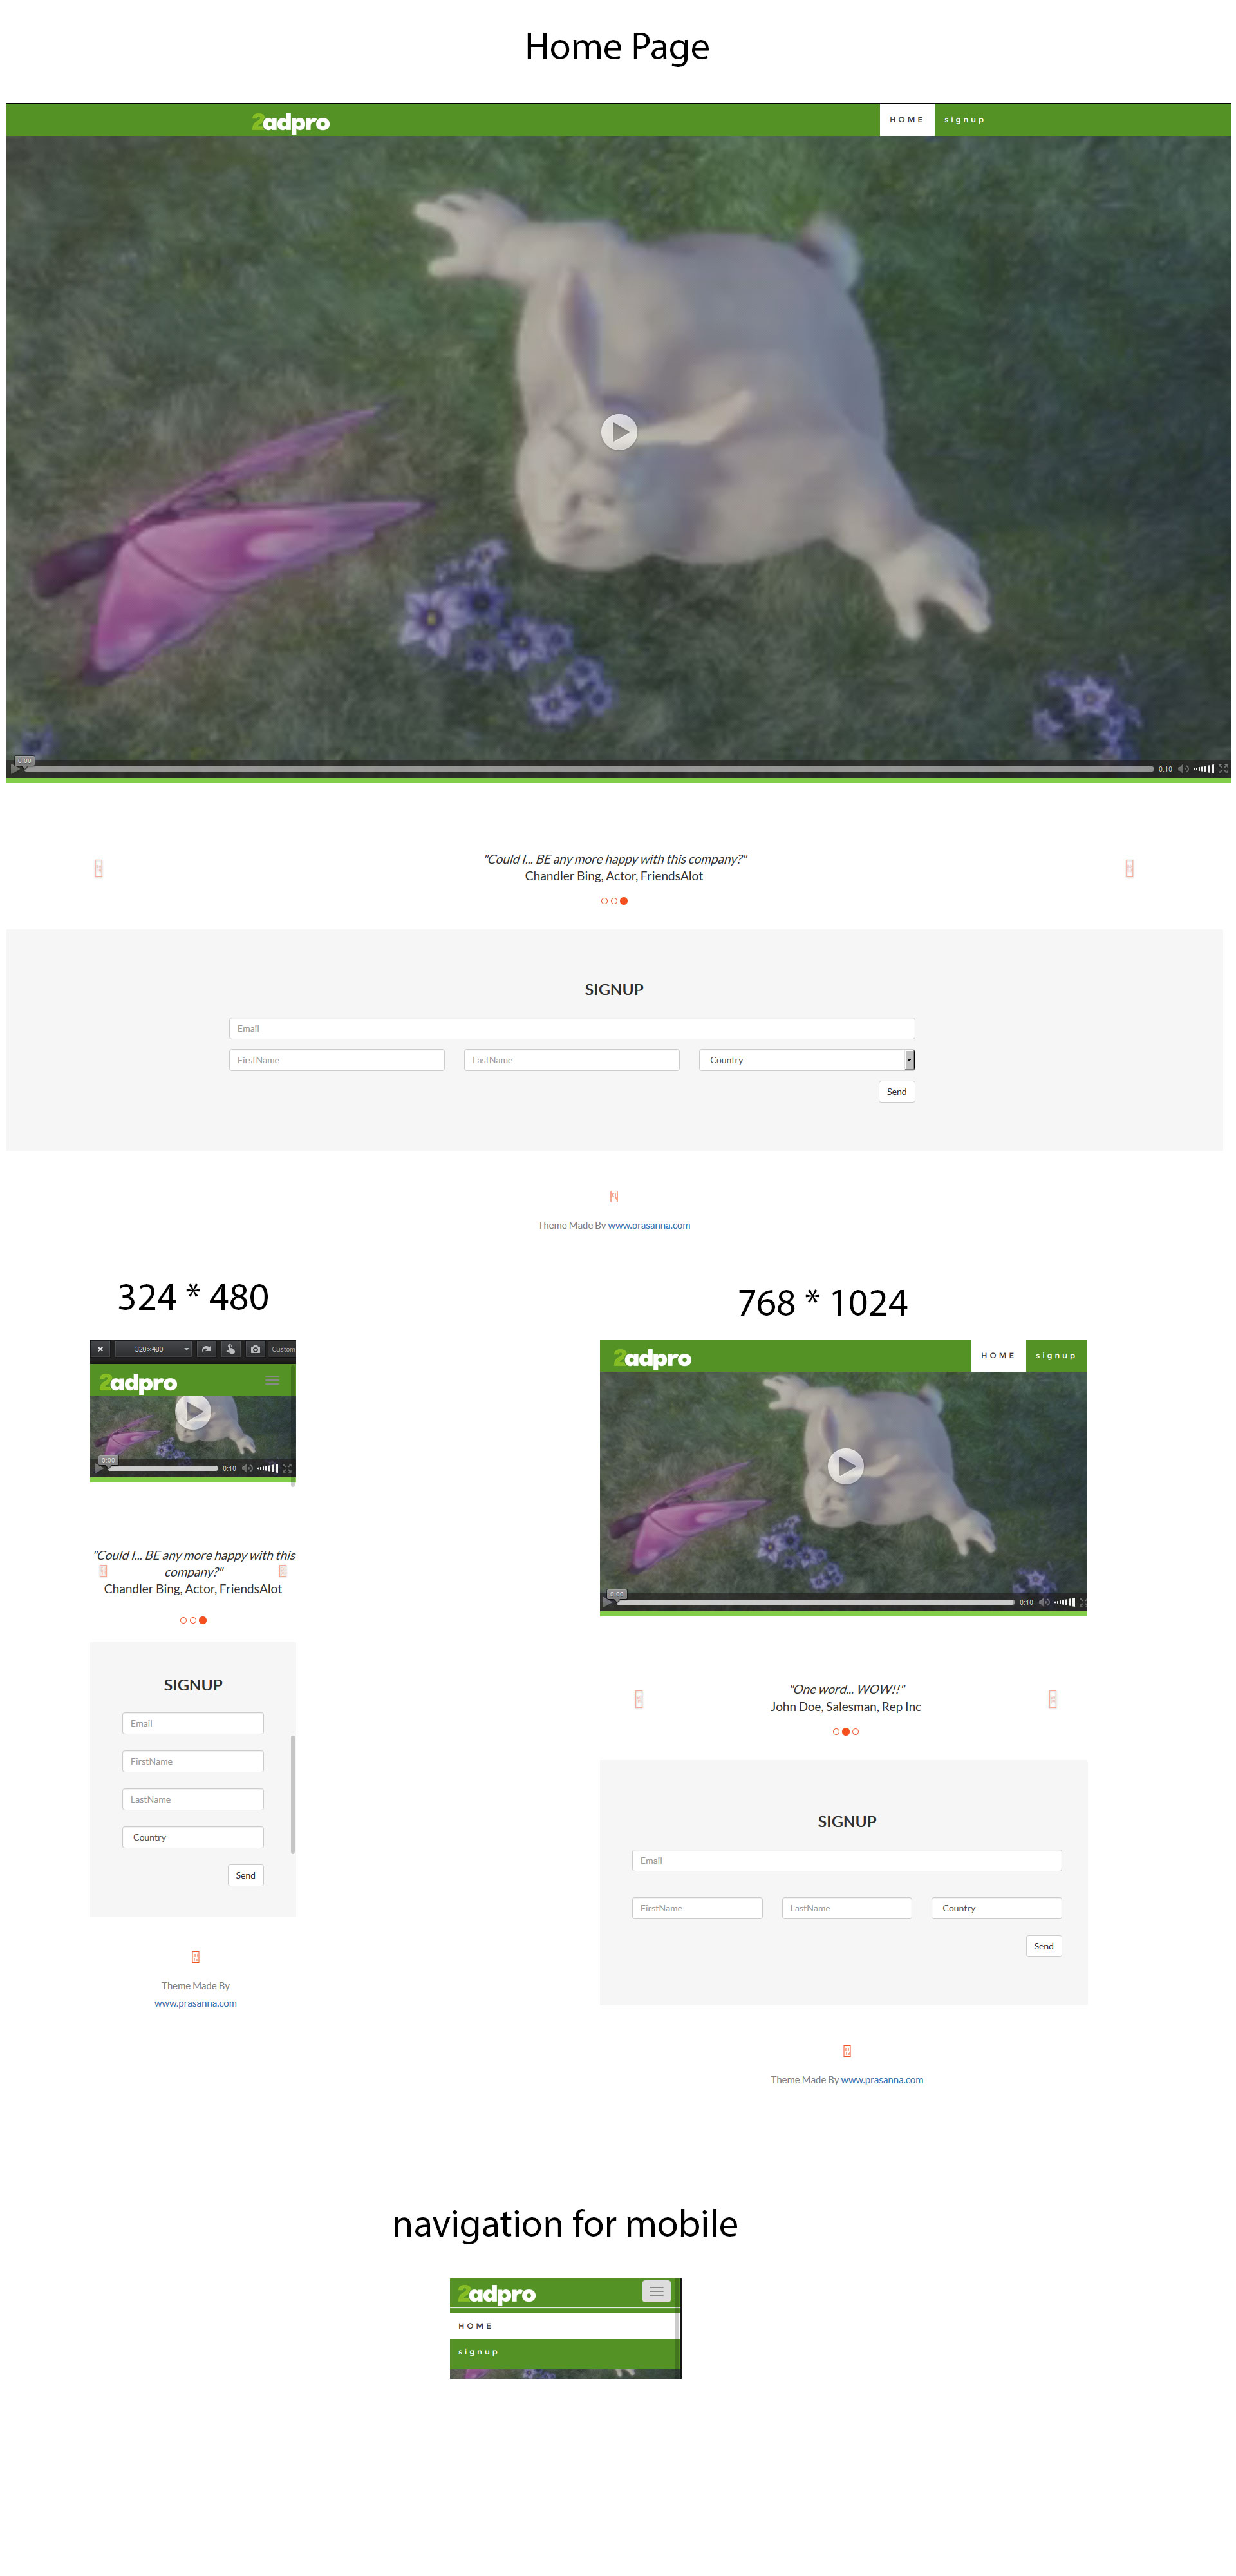 Home Page
2adpro
HOME
signup
0:00
0:10
"Could I... BE any more happy with this company?"
Chandler Bing, Actor, FriendsAlot
SIGNUP
Email
FirstName
LastName
Country
Send
Theme Made By www.prasanna.com
324 * 480
320×480
Custom
2adpro
0:00
0:10
"Could I... BE any more happy with this
company?"
Chandler Bing, Actor, FriendsAlot
SIGNUP
Email
FirstName
LastName
Country
Send
Theme Made By
www.prasanna.com
768 * 1024
2adpro
HOME
signup
0:00
0:10
"One word... WOW!!"
John Doe, Salesman, Rep Inc
SIGNUP
Email
FirstName
LastName
Country
Send
Theme Made By www.prasanna.com
navigation for mobile
2adpro
HOME
signup